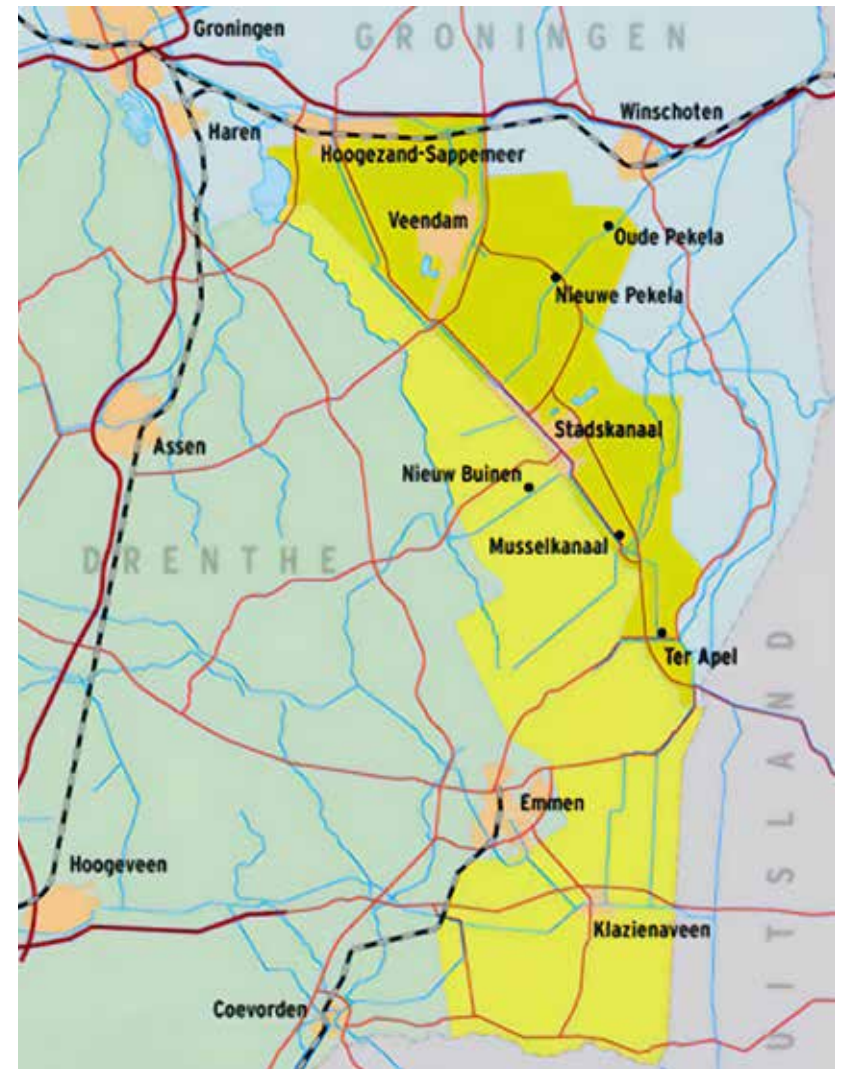 Groningen
GRONINGEN
Winschoten
Haren
Hoogezand-Sappemeer
Veendam
Oude Pekela
Nieuwe Pekela
Stadskanaal
Assen
Nieuw Buinen
Musselkanaal
DRENTHE
Ter Apel
UITSLAND
Emmen
Hoogeveen
Klazienaveen
Coevorden